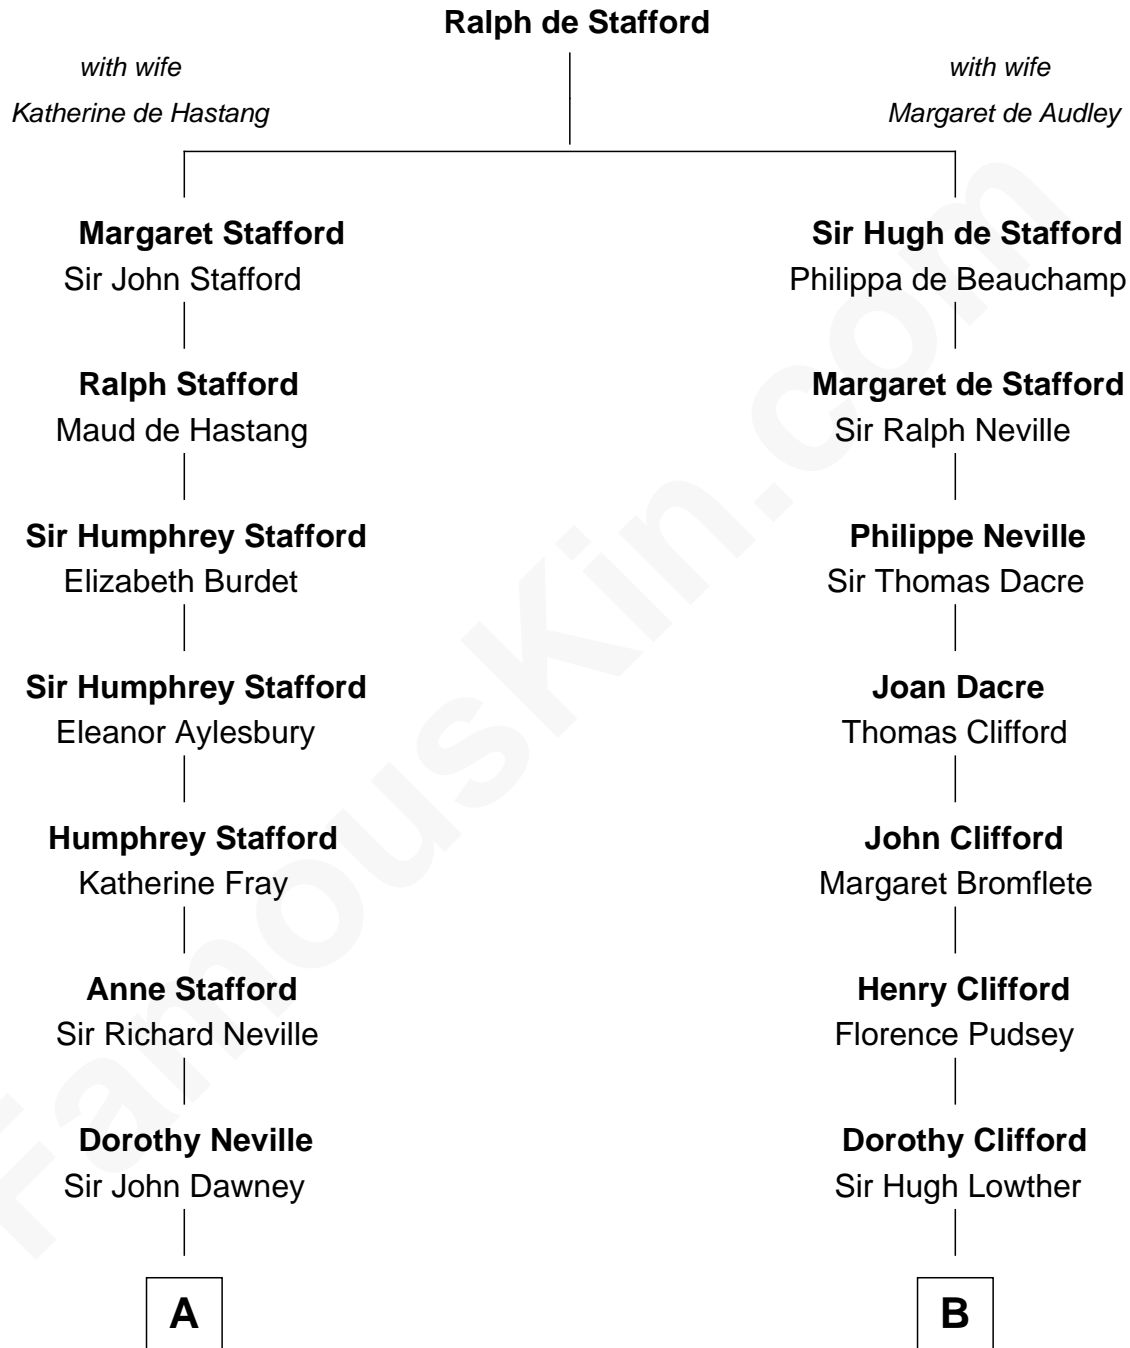 Ralph de Stafford
with wife
Katherine de Hastang
with wife
Margaret de Audley
Margaret Stafford
Sir John Stafford
Sir Hugh de Stafford
Philippa de Beauchamp
Ralph Stafford
Maud de Hastang
Margaret de Stafford
Sir Ralph Neville
Sir Humphrey Stafford
Elizabeth Burdet
Philippe Neville
Sir Thomas Dacre
Sir Humphrey Stafford
Eleanor Aylesbury
Joan Dacre
Thomas Clifford
Humphrey Stafford
Katherine Fray
John Clifford
Margaret Bromflete
Anne Stafford
Sir Richard Neville
Henry Clifford
Florence Pudsey
Dorothy Neville
Sir John Dawney
Dorothy Clifford
Sir Hugh Lowther
A
B
FamousKin.com